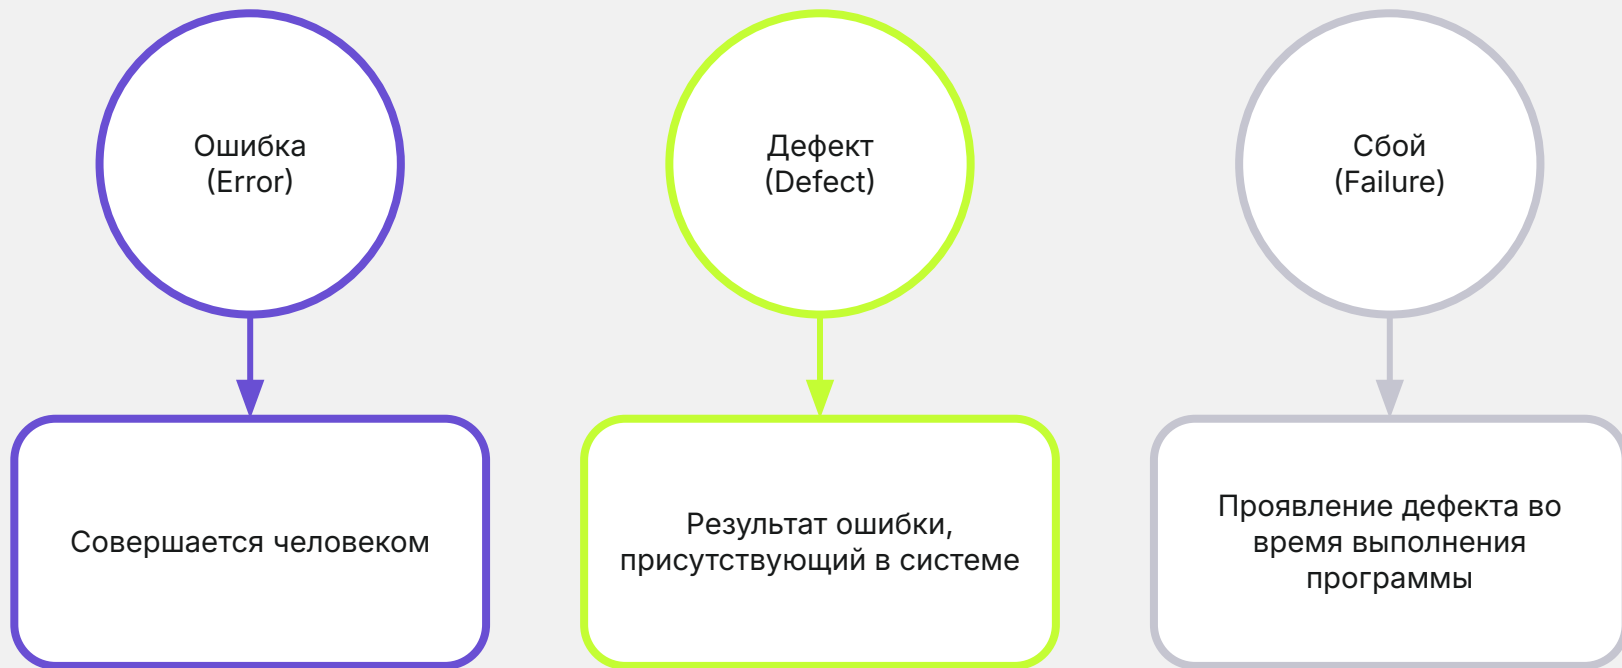 Ошибка
(Error)
Дефект
(Defect)
Сбой
(Failure)
Совершается человеком
Результат ошибки,
присутствующий в системе
Проявление дефекта во
время выполнения
программы